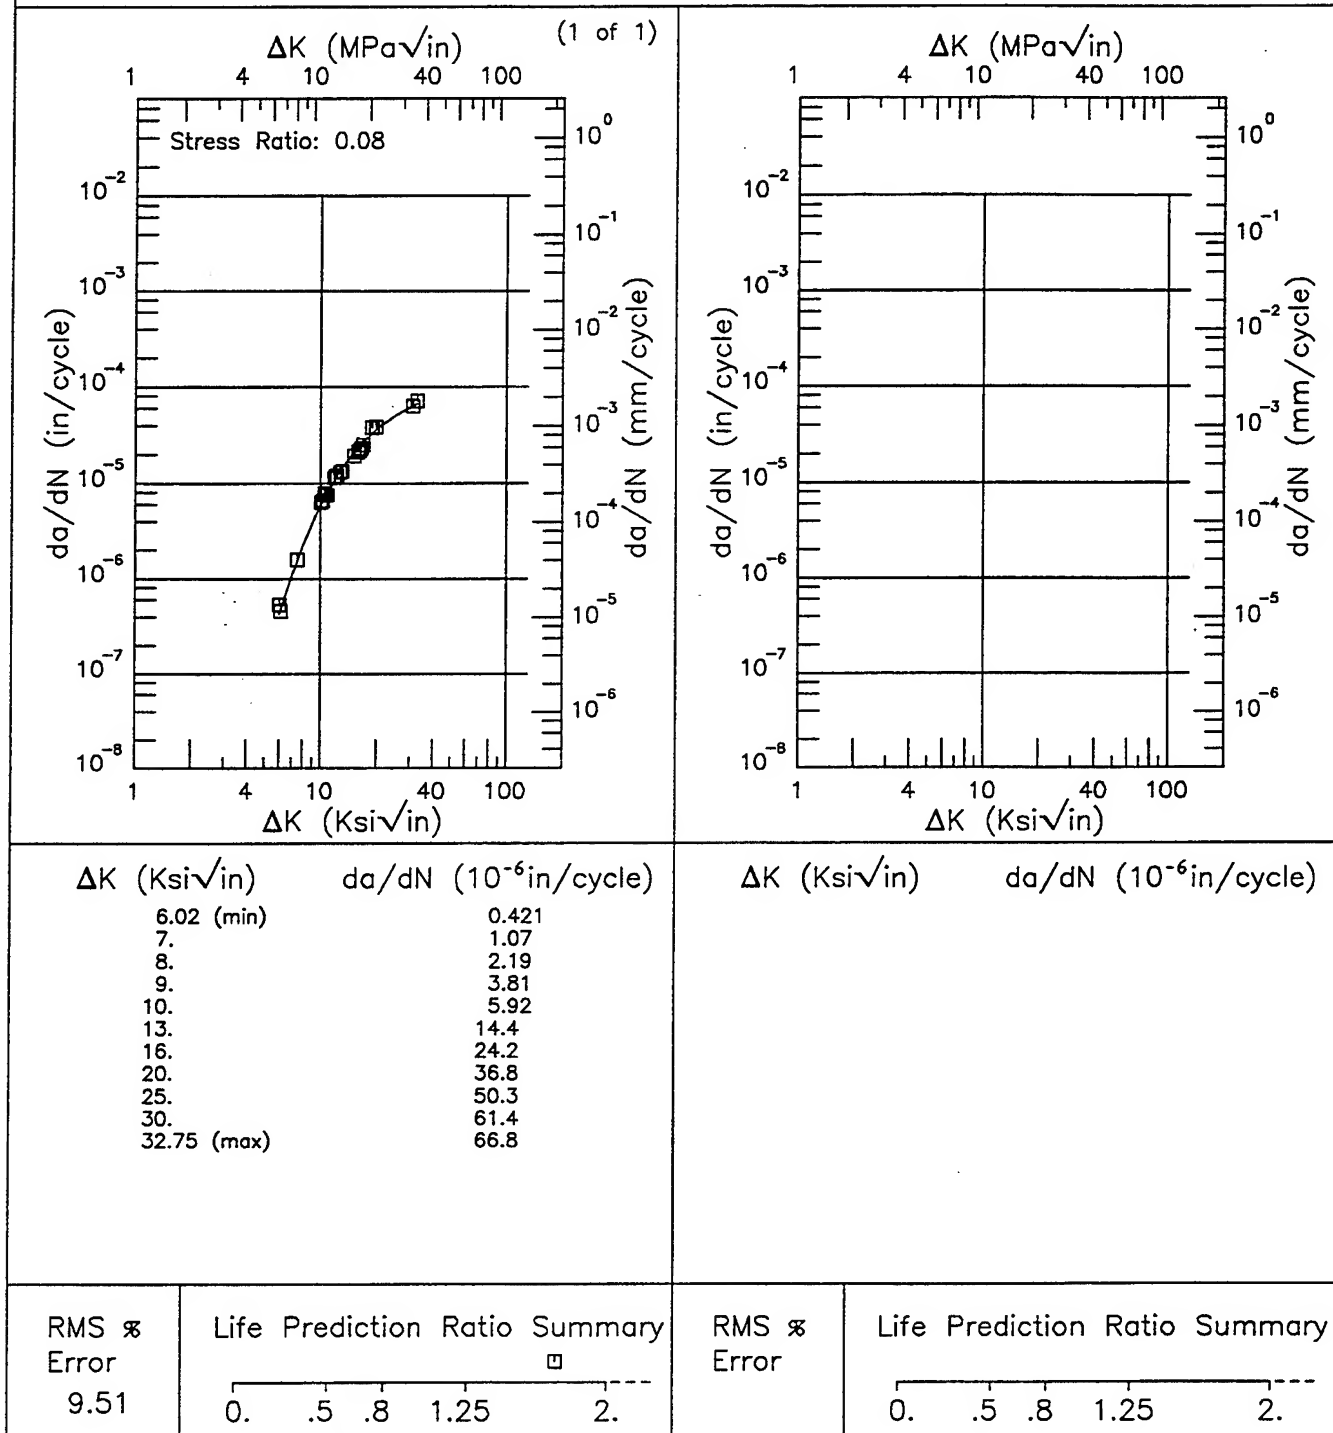 (1 of 1)
ΔK (MPa√in)
1 4 10 40 100
Stress Ratio: 0.08
da/dN (in/cycle)
10⁻²
10⁻³
10⁻⁴
10⁻⁵
10⁻⁶
10⁻⁷
10⁻⁸
da/dN (mm/cycle)
10⁰
10⁻¹
10⁻²
10⁻³
10⁻⁴
10⁻⁵
10⁻⁶
1 4 10 40 100
ΔK (Ksi√in)
ΔK (MPa√in)
1 4 10 40 100
da/dN (in/cycle)
10⁻²
10⁻³
10⁻⁴
10⁻⁵
10⁻⁶
10⁻⁷
10⁻⁸
da/dN (mm/cycle)
10⁰
10⁻¹
10⁻²
10⁻³
10⁻⁴
10⁻⁵
10⁻⁶
1 4 10 40 100
ΔK (Ksi√in)
ΔK (Ksi√in) da/dN (10⁻⁶in/cycle)
6.02 (min) 0.421
7. 1.07
8. 2.19
9. 3.81
10. 5.92
13. 14.4
16. 24.2
20. 36.8
25. 50.3
30. 61.4
32.75 (max) 66.8
ΔK (Ksi√in) da/dN (10⁻⁶in/cycle)
RMS %
Error
9.51
Life Prediction Ratio Summary
0. .5 .8 1.25 2.
RMS %
Error
Life Prediction Ratio Summary
0. .5 .8 1.25 2.